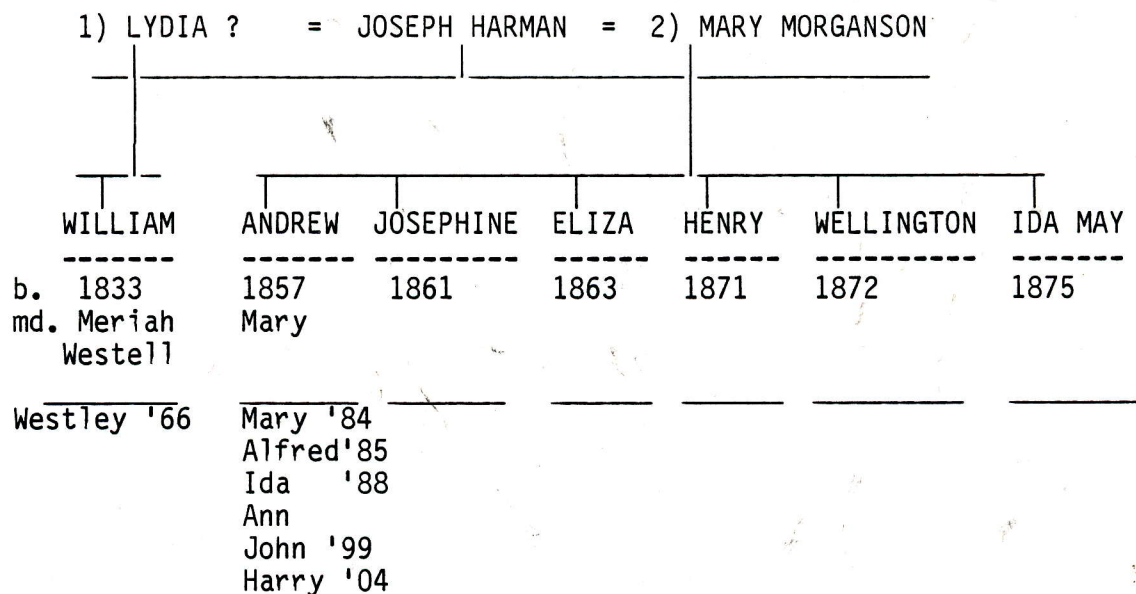 1) LYDIA ? = JOSEPH HARMAN = 2) MARY MORGANSON
WILLIAM ANDREW JOSEPHINE ELIZA HENRY WELLINGTON IDA MAY
b. 1833 1857 1861 1863 1871 1872 1875
md. Meriah Mary
Westell
Westley '66 Mary '84
Alfred'85
Ida '88
Ann
John '99
Harry '04